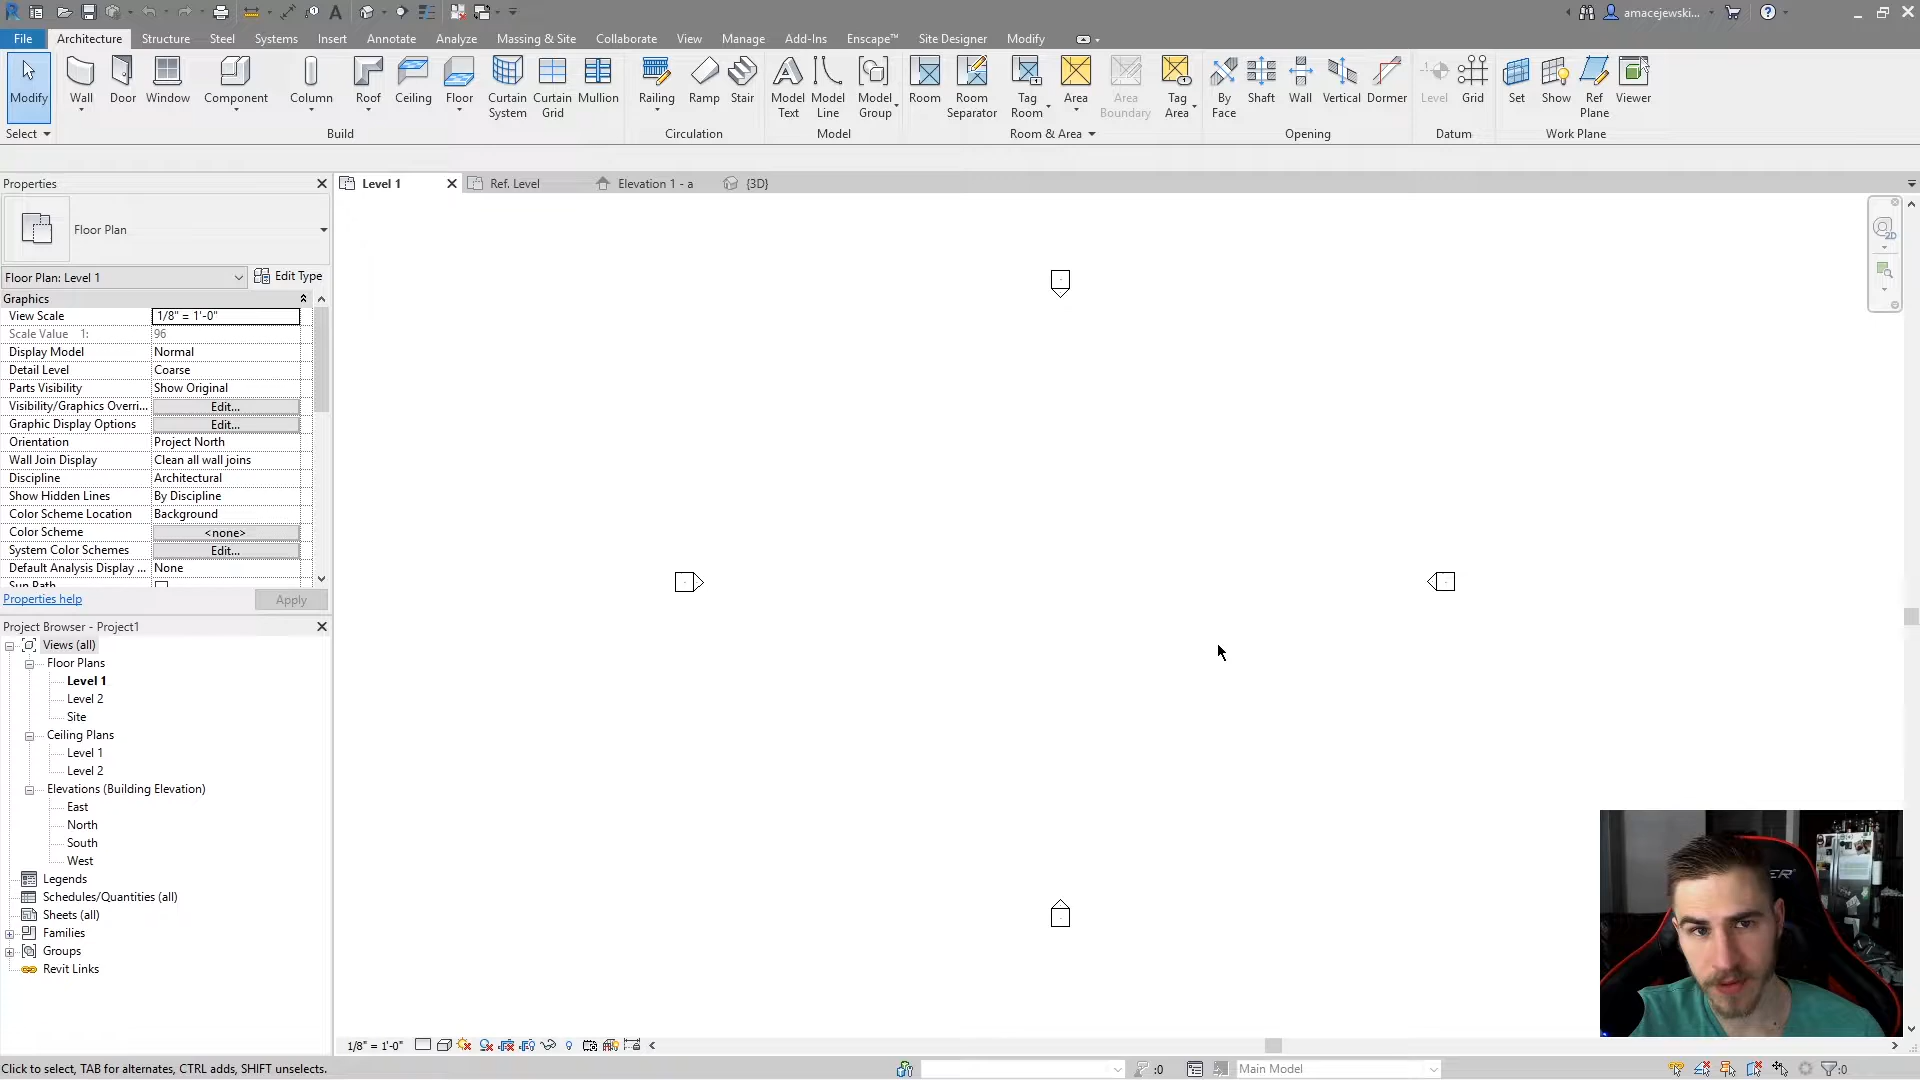 amacejewski...
File
Architecture
Structure
Steel
Systems
Insert
Annotate
Analyze
Massing & Site
Collaborate
View
Manage
Add-Ins
Enscape™
Site Designer
Modify
Modify
Wall
Door
Window
Component
Column
Roof
Ceiling
Floor
Curtain
System
Curtain
Grid
Mullion
Railing
Ramp
Stair
Model
Text
Model
Line
Model
Group
Room
Room
Separator
Tag
Room
Area
Area
Boundary
Tag
Area
By
Face
Shaft
Wall
Vertical
Dormer
Level
Grid
Set
Show
Ref
Plane
Viewer
Select
Build
Circulation
Model
Room & Area
Opening
Datum
Work Plane
Properties
Level 1
Ref. Level
Elevation 1 - a
{3D}
Floor Plan
Floor Plan: Level 1
Edit Type
Graphics
View Scale
1/8" = 1'-0"
Scale Value 1:
96
Display Model
Normal
Detail Level
Coarse
Parts Visibility
Show Original
Visibility/Graphics Overri...
Edit...
Graphic Display Options
Edit...
Orientation
Project North
Wall Join Display
Clean all wall joins
Discipline
Architectural
Show Hidden Lines
By Discipline
Color Scheme Location
Background
Color Scheme
<none>
System Color Schemes
Edit...
Default Analysis Display ...
None
Sun Path
Properties help
Apply
Project Browser - Project1
Views (all)
Floor Plans
Level 1
Level 2
Site
Ceiling Plans
Level 1
Level 2
Elevations (Building Elevation)
East
North
South
West
Legends
Schedules/Quantities (all)
Sheets (all)
Families
Groups
Revit Links
2D
1/8" = 1'-0"
Click to select, TAB for alternates, CTRL adds, SHIFT unselects.
:0
Main Model
:0